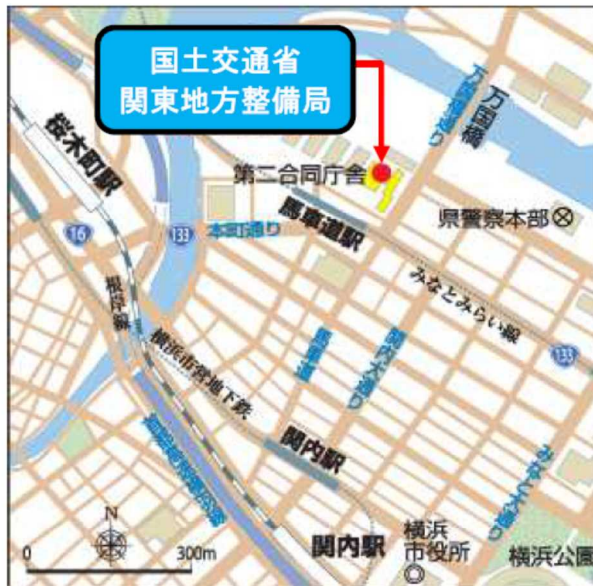 国土交通省
関東地方整備局
桜木町駅
万国橋通り
万国橋
第二合同庁舎
県警察本部
16
133
本町通り
馬車道駅
みなとみらい線
根岸線
横浜市営地下鉄
馬車道
関内大通り
133
みなと大通り
関内駅
関内駅
横浜
市役所
横浜公園
N
0
300m